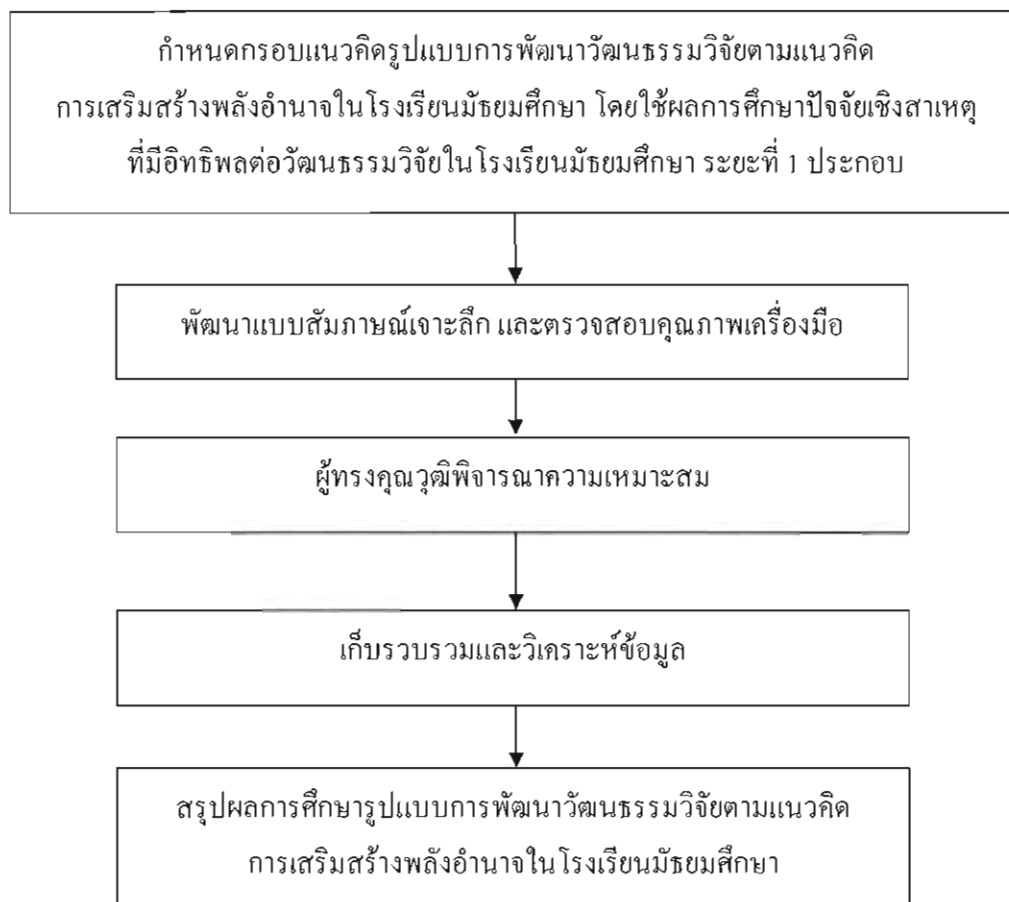 กำหนดกรอบแนวคิดรูปแบบการพัฒนาวัฒนธรรมวิจัยตามแนวคิด
การเสริมสร้างพลังอำนาจในโรงเรียนมัธยมศึกษา โดยใช้ผลการศึกษาปัจจัยเชิงสาเหตุ
ที่มีอิทธิพลต่อวัฒนธรรมวิจัยในโรงเรียนมัธยมศึกษา ระยะที่ 1 ประกอบ
พัฒนาแบบสัมภาษณ์เจาะลึก และตรวจสอบคุณภาพเครื่องมือ
ผู้ทรงคุณวุฒิพิจารณาความเหมาะสม
เก็บรวบรวมและวิเคราะห์ข้อมูล
สรุปผลการศึกษารูปแบบการพัฒนาวัฒนธรรมวิจัยตามแนวคิด
การเสริมสร้างพลังอำนาจในโรงเรียนมัธยมศึกษา